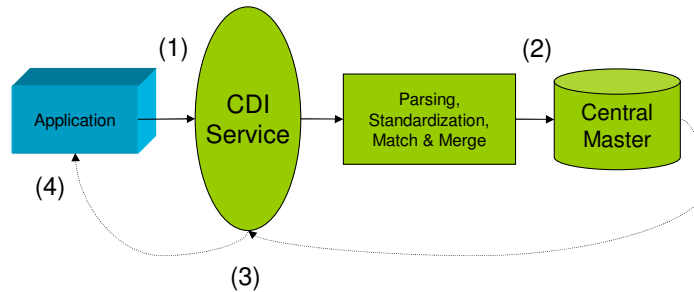 (1)
(2)
Application
CDI
Service
Parsing,
Standardization,
Match & Merge
Central
Master
(4)
(3)